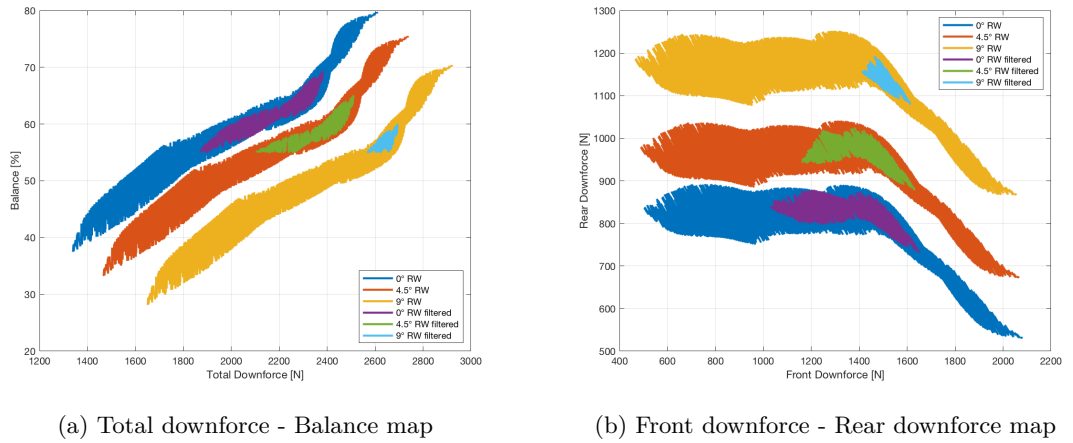 80
70
60
50
40
30
20
Balance [%]
1200 1400 1600 1800 2000 2200 2400 2600 2800 3000
Total Downforce [N]
0° RW
4.5° RW
9° RW
0° RW filtered
4.5° RW filtered
9° RW filtered
(a) Total downforce - Balance map
1300
1200
1100
1000
900
800
700
600
500
Rear Downforce [N]
400 600 800 1000 1200 1400 1600 1800 2000 2200
Front Downforce [N]
0° RW
4.5° RW
9° RW
0° RW filtered
4.5° RW filtered
9° RW filtered
(b) Front downforce - Rear downforce map